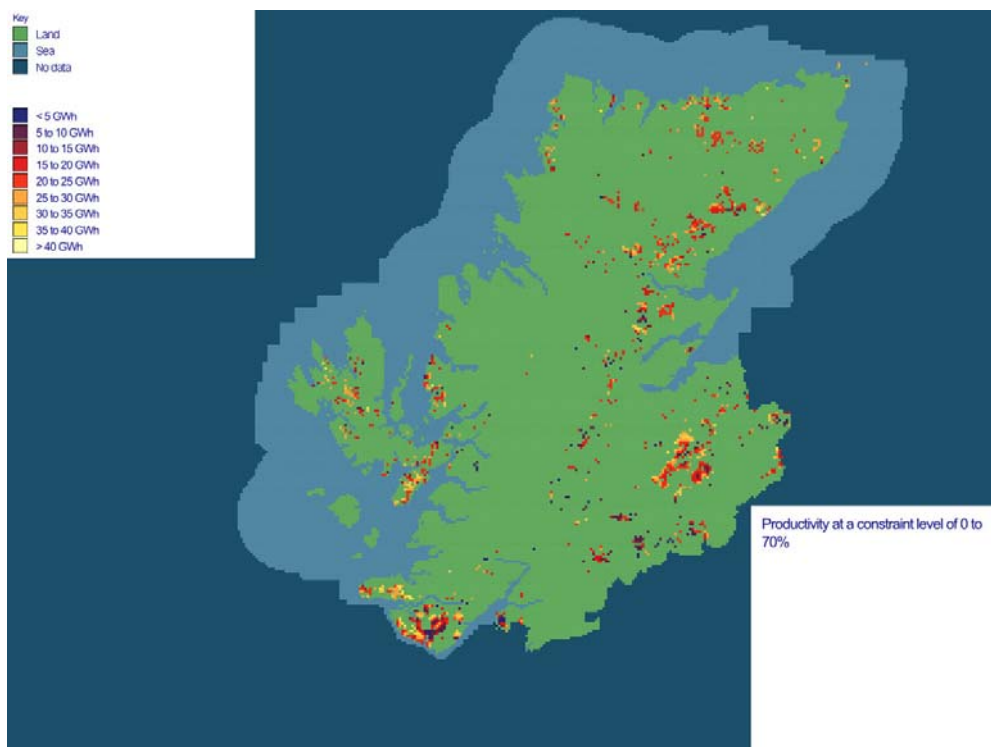 Key
Land
Sea
No data
< 5 GWh
5 to 10 GWh
10 to 15 GWh
15 to 20 GWh
20 to 25 GWh
25 to 30 GWh
30 to 35 GWh
35 to 40 GWh
> 40 GWh
Productivity at a constraint level of 0 to
70%